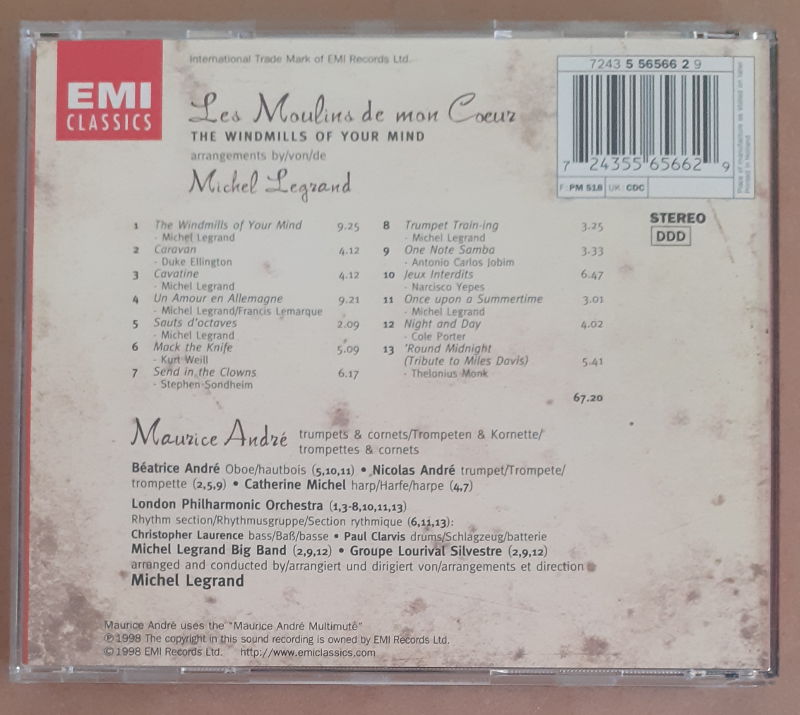 International Trade Mark of EMI Records Ltd.
EMI
CLASSICS
Les Moulins de mon Coeur
THE WINDMILLS OF YOUR MIND
arrangements by/von/de
Michel Legrand
7243 5 56566 2 9
7 24355 65662 9
F: PM 518 UK: CDC
Printed in Holland
STEREO
DDD
1 The Windmills of Your Mind 9.25
- Michel Legrand
2 Caravan 4.12
- Duke Ellington
3 Cavatine 4.12
- Michel Legrand
4 Un Amour en Allemagne 9.21
- Michel Legrand/Francis Lemarque
5 Sauts d'octaves 2.09
- Michel Legrand
6 Mack the Knife 5.09
- Kurt Weill
7 Send in the Clowns 6.17
- Stephen Sondheim
8 Trumpet Train-ing 3.25
- Michel Legrand
9 One Note Samba 3.33
- Antonio Carlos Jobim
10 Jeux Interdits 6.47
- Narcisco Yepes
11 Once upon a Summertime 3.01
- Michel Legrand
12 Night and Day 4.02
- Cole Porter
13 'Round Midnight
(Tribute to Miles Davis) 5.41
- Thelonius Monk
67.20
Maurice André trumpets & cornets/Trompeten & Kornette/
trompettes & cornets
Béatrice André Oboe/hautbois (5,10,11) • Nicolas André trumpet/Trompete/
trompette (2,5,9) • Catherine Michel harp/Harfe/harpe (4,7)
London Philharmonic Orchestra (1,3-8,10,11,13)
Rhythm section/Rhythmusgruppe/Section rythmique (6,11,13):
Christopher Laurence bass/Baß/basse • Paul Clarvis drums/Schlagzeug/batterie
Michel Legrand Big Band (2,9,12) • Groupe Lourival Silvestre (2,9,12)
arranged and conducted by/arrangiert und dirigiert von/arrangements et direction
Michel Legrand
Maurice André uses the "Maurice André Multimute"
℗ 1998 The copyright in this sound recording is owned by EMI Records Ltd.
© 1998 EMI Records Ltd. http://www.emiclassics.com